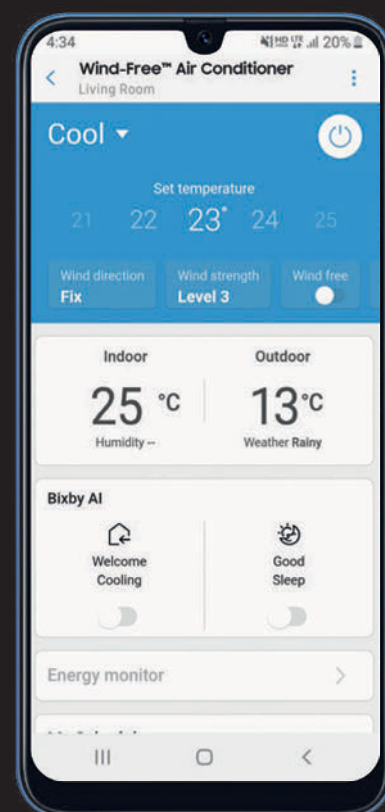 4:34 20%
Wind-Free™ Air Conditioner
Living Room
Cool
Set temperature
21 22 23° 24 25
Wind direction Wind strength Wind free
Fix Level 3
Indoor Outdoor
25 °C 13 °C
Humidity -- Weather Rainy
Bixby AI
Welcome Good
Cooling Sleep
Energy monitor